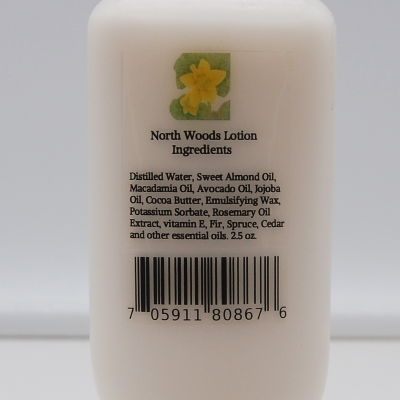 North Woods Lotion
Ingredients
Distilled Water, Sweet Almond Oil,
Macadamia Oil, Avocado Oil, Jojoba
Oil, Cocoa Butter, Emulsifying Wax,
Potassium Sorbate, Rosemary Oil
Extract, vitamin E, Fir, Spruce, Cedar
and other essential oils. 2.5 oz.
7 05911 80867 6